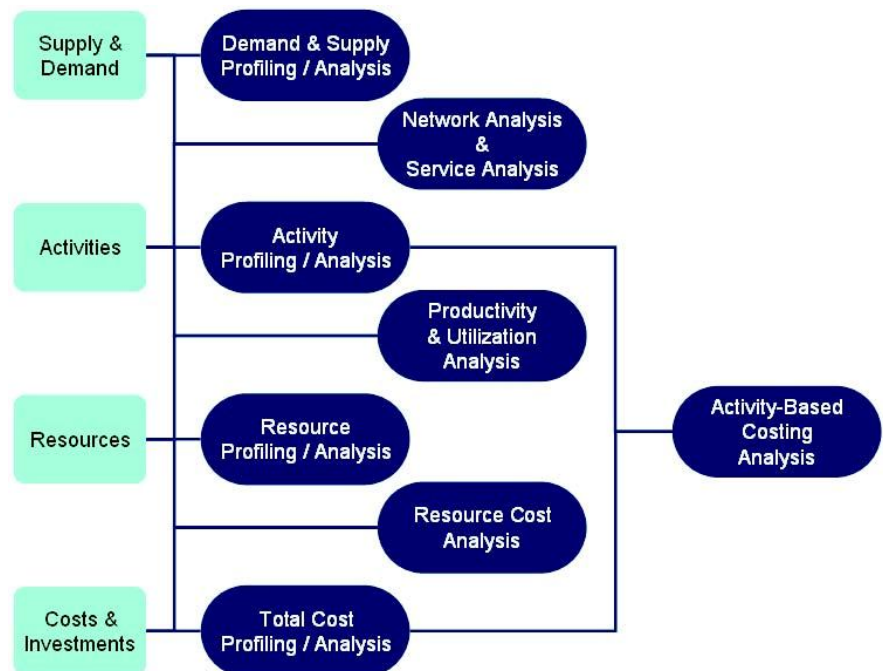 Supply &
Demand
Demand & Supply
Profiling / Analysis
Network Analysis
&
Service Analysis
Activities
Activity
Profiling / Analysis
Productivity
& Utilization
Analysis
Resources
Resource
Profiling / Analysis
Activity-Based
Costing
Analysis
Resource Cost
Analysis
Costs &
Investments
Total Cost
Profiling / Analysis